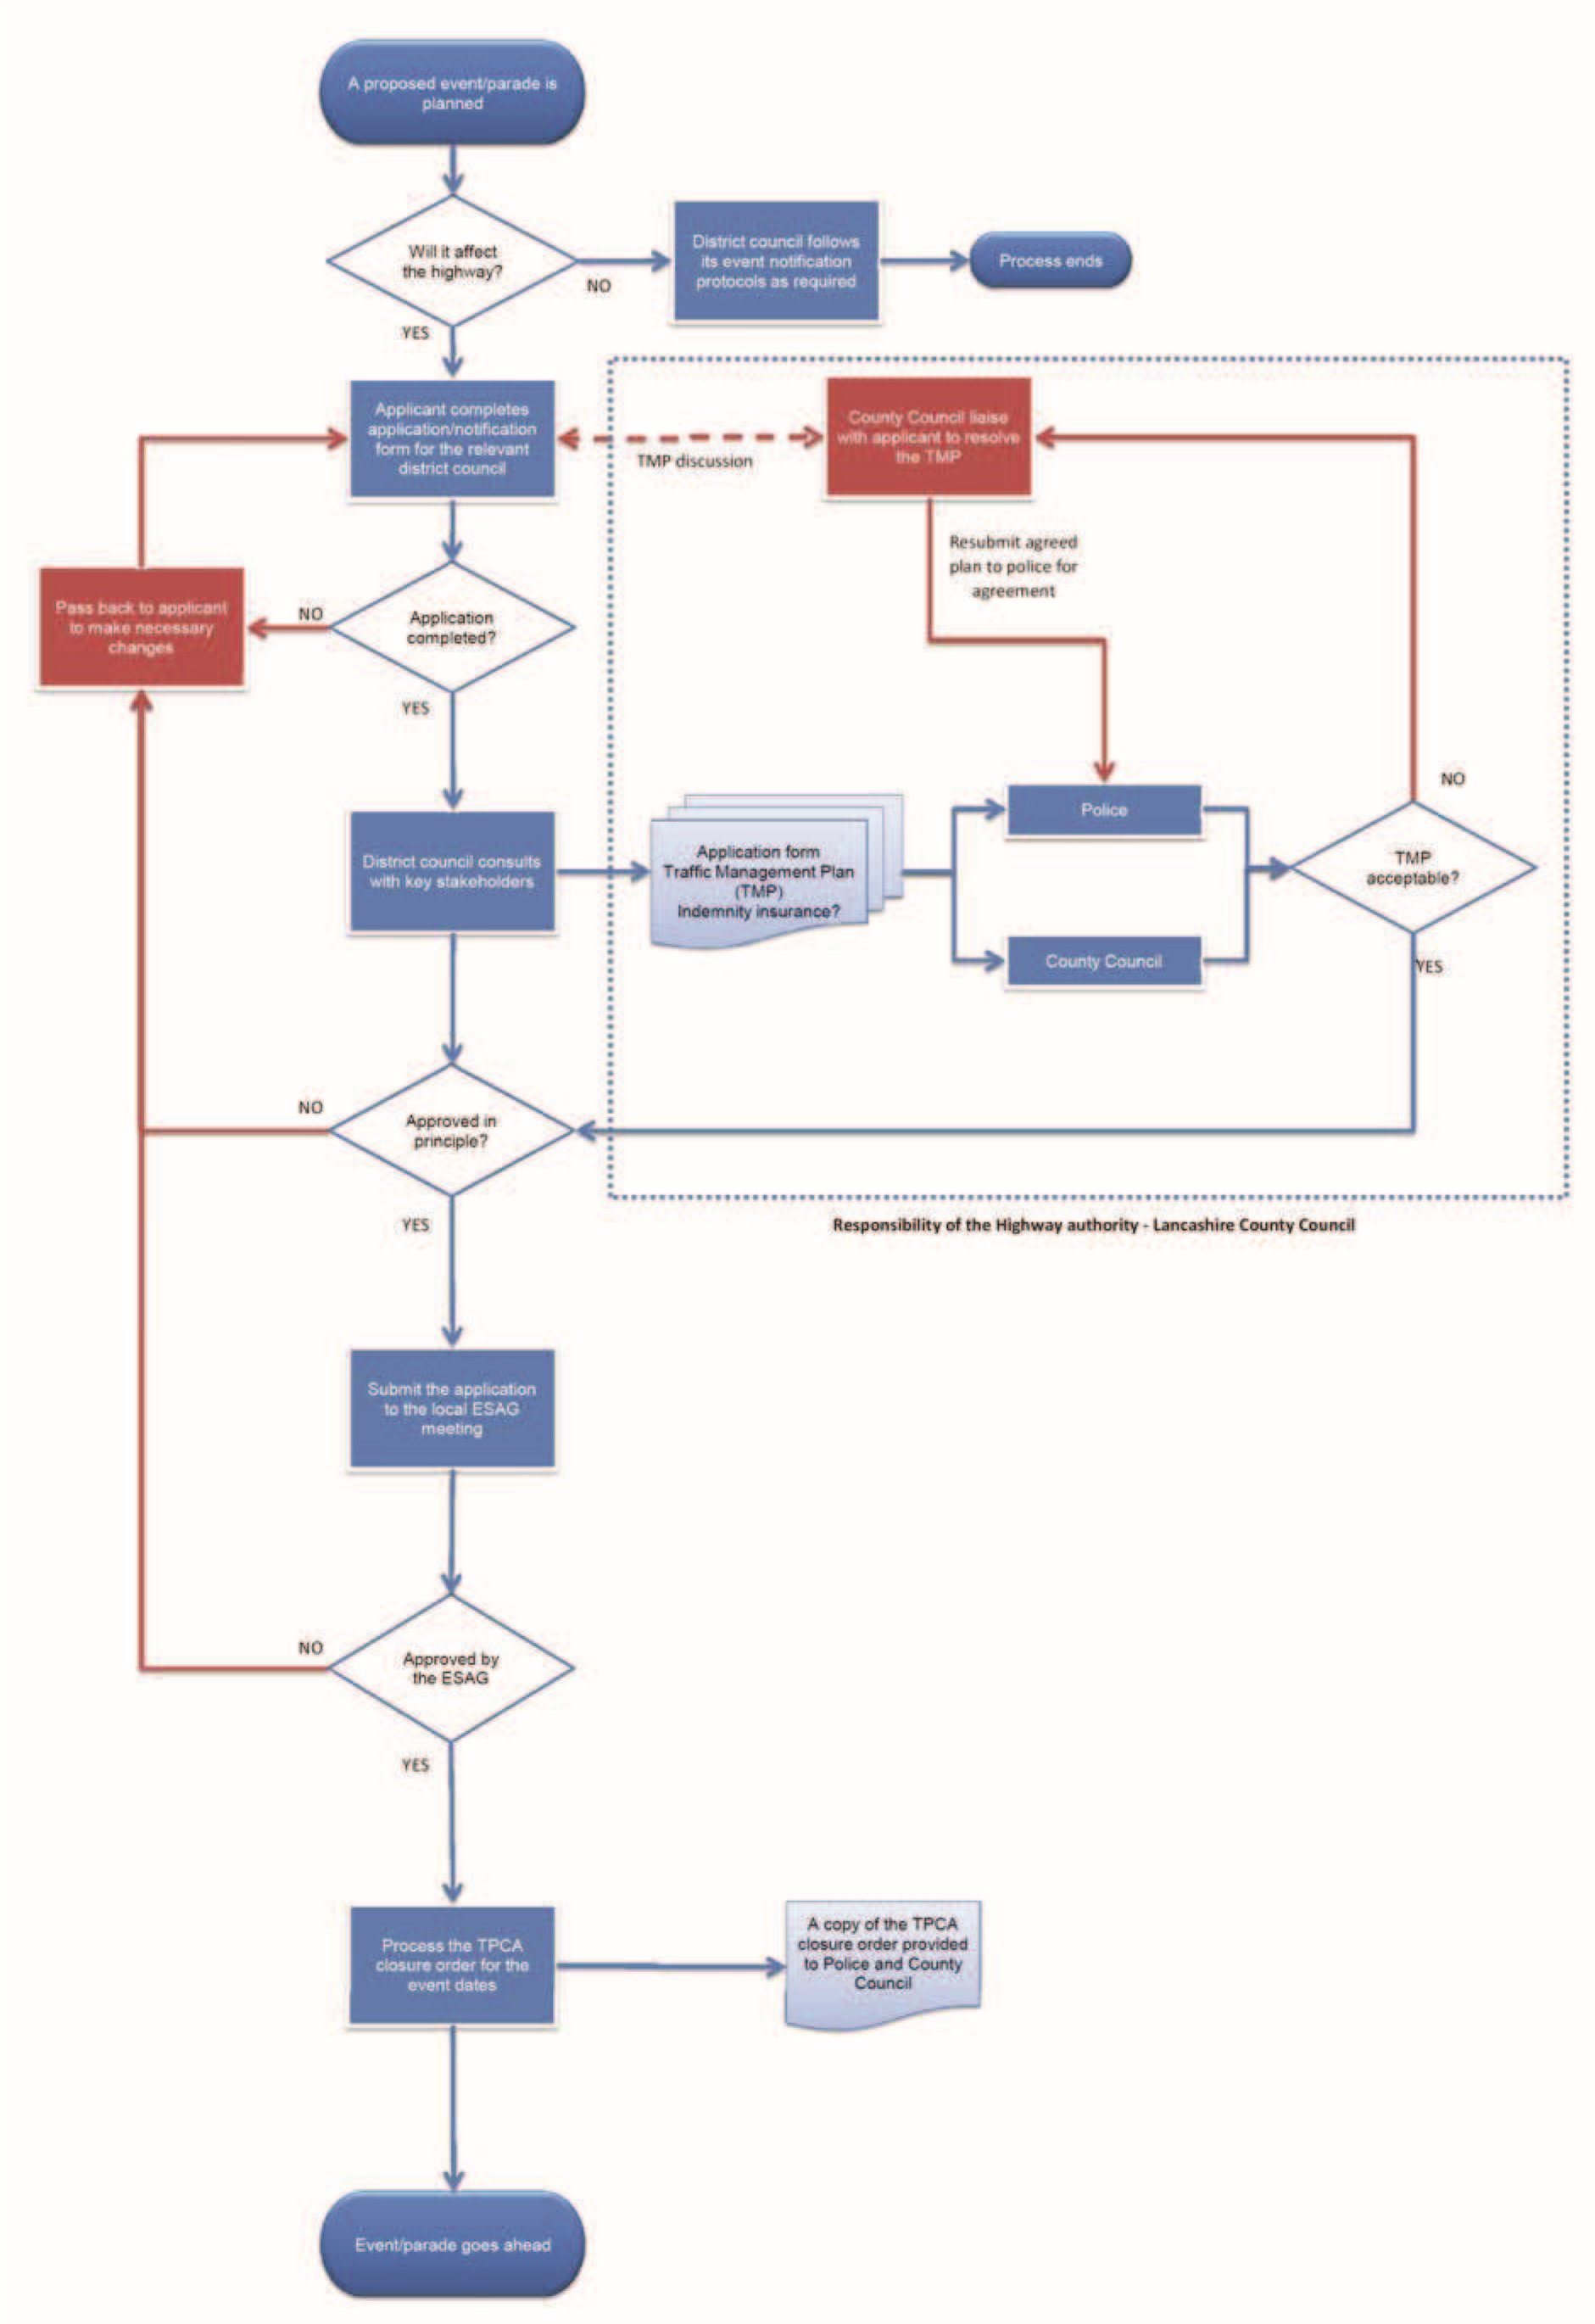 A proposed event/parade is
planned
Will it affect
the highway?
NO
District council follows
its event notification
protocols as required
Process ends
YES
Applicant completes
application/notification
form for the relevant
district council
TMP discussion
County Council liaise
with applicant to resolve
the TMP
Resubmit agreed
plan to police for
agreement
Pass back to applicant
to make necessary
changes
NO
Application
completed?
YES
District council consults
with key stakeholders
Application form
Traffic Management Plan
(TMP)
Indemnity insurance?
Police
County Council
NO
TMP
acceptable?
YES
NO
Approved in
principle?
YES
Responsibility of the Highway authority - Lancashire County Council
Submit the application
to the local ESAG
meeting
NO
Approved by
the ESAG
YES
Process the TPCA
closure order for the
event dates
A copy of the TPCA
closure order provided
to Police and County
Council
Event/parade goes ahead